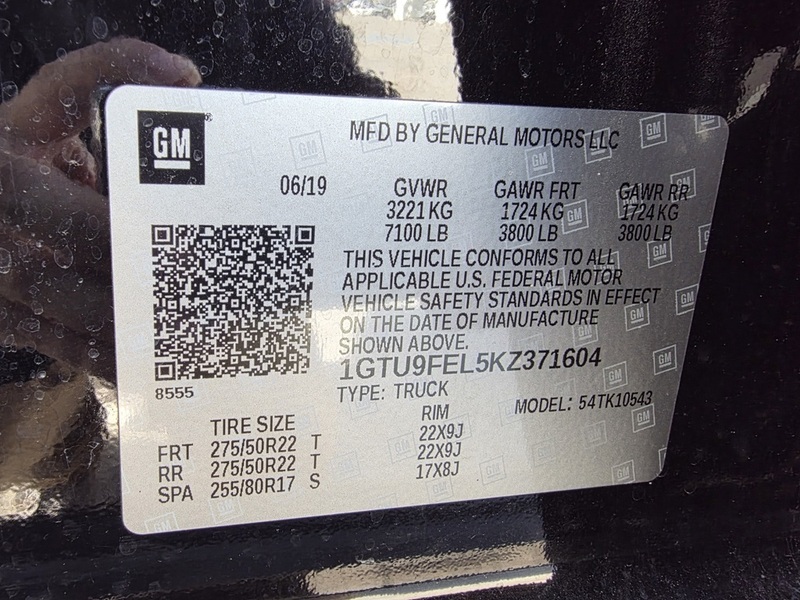 GM
MFD BY GENERAL MOTORS LLC
06/19 GVWR GAWR FRT GAWR RR
3221 KG 1724 KG 1724 KG
7100 LB 3800 LB 3800 LB
THIS VEHICLE CONFORMS TO ALL
APPLICABLE U.S. FEDERAL MOTOR
VEHICLE SAFETY STANDARDS IN EFFECT
ON THE DATE OF MANUFACTURE
SHOWN ABOVE.
1GTU9FEL5KZ371604
8555
TYPE: TRUCK
MODEL: 54TK10543
TIRE SIZE RIM
FRT 275/50R22 T 22X9J
RR 275/50R22 T 22X9J
SPA 255/80R17 S 17X8J